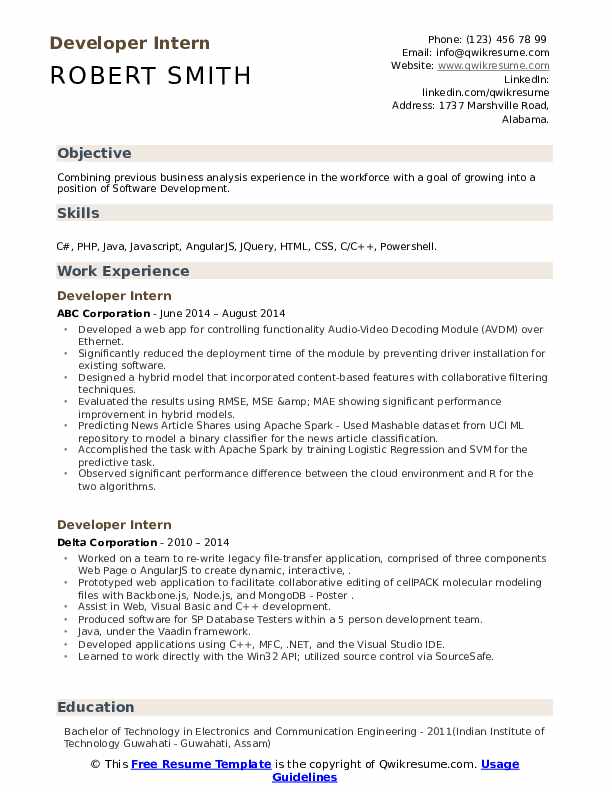 Developer Intern
ROBERT SMITH
Phone: (123) 456 78 99
Email: info@qwikresume.com
Website: www.qwikresume.com
LinkedIn:
linkedin.com/qwikresume
Address: 1737 Marshville Road,
Alabama.
Objective
Combining previous business analysis experience in the workforce with a goal of growing into a
position of Software Development.
Skills
C#, PHP, Java, Javascript, AngularJS, JQuery, HTML, CSS, C/C++, Powershell.
Work Experience
Developer Intern
ABC Corporation - June 2014 – August 2014
• Developed a web app for controlling functionality Audio-Video Decoding Module (AVDM) over
Ethernet.
• Significantly reduced the deployment time of the module by preventing driver installation for
existing software.
• Designed a hybrid model that incorporated content-based features with collaborative filtering
techniques.
• Evaluated the results using RMSE, MSE &amp; MAE showing significant performance
improvement in hybrid models.
• Predicting News Article Shares using Apache Spark - Used Mashable dataset from UCI ML
repository to model a binary classifier for the news article classification.
• Accomplished the task with Apache Spark by training Logistic Regression and SVM for the
predictive task.
• Observed significant performance difference between the cloud environment and R for the
two algorithms.
Developer Intern
Delta Corporation - 2010 – 2014
• Worked on a team to re-write legacy file-transfer application, comprised of three components
Web Page o AngularJS to create dynamic, interactive, .
• Prototyped web application to facilitate collaborative editing of cellPACK molecular modeling
files with Backbone.js, Node.js, and MongoDB - Poster .
• Assist in Web, Visual Basic and C++ development.
• Produced software for SP Database Testers within a 5 person development team.
• Java, under the Vaadin framework.
• Developed applications using C++, MFC, .NET, and the Visual Studio IDE.
• Learned to work directly with the Win32 API; utilized source control via SourceSafe.
Education
Bachelor of Technology in Electronics and Communication Engineering - 2011(Indian Institute of
Technology Guwahati - Guwahati, Assam)
© This Free Resume Template is the copyright of Qwikresume.com. Usage
Guidelines